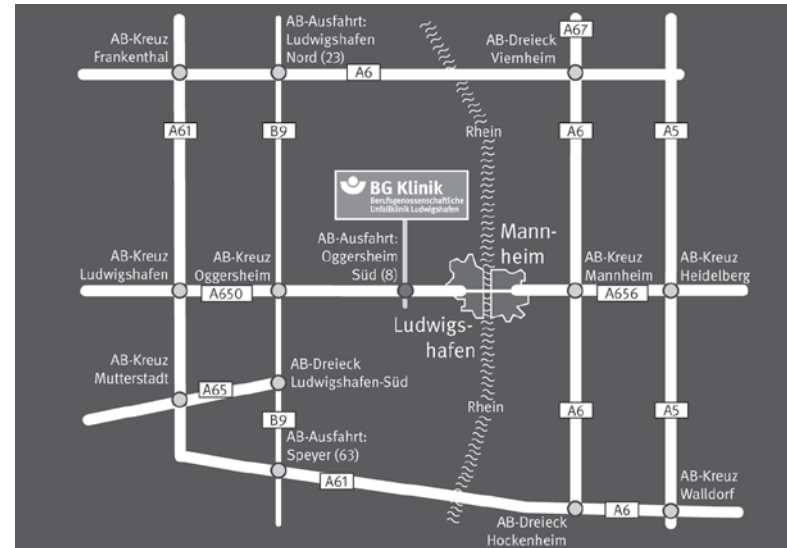 AB-Ausfahrt:
Ludwigshafen
Nord (23)
A67
AB-Kreuz
Frankenthal
AB-Dreieck
Viernheim
A6
A61
B9
Rhein
A6
A5
BG Klinik
Berufsgenossenschaftliche
Unfallklinik Ludwigshafen
AB-Ausfahrt:
Oggersheim
Süd (8)
Mann-
heim
AB-Kreuz
Ludwigshafen
AB-Kreuz
Oggersheim
AB-Kreuz
Mannheim
AB-Kreuz
Heidelberg
A650
A656
Ludwigs-
hafen
AB-Kreuz
Mutterstadt
AB-Dreieck
Ludwigshafen-Süd
A65
B9
Rhein
A6
A5
AB-Ausfahrt:
Speyer (63)
A61
AB-Kreuz
Walldorf
A6
AB-Dreieck
Hockenheim